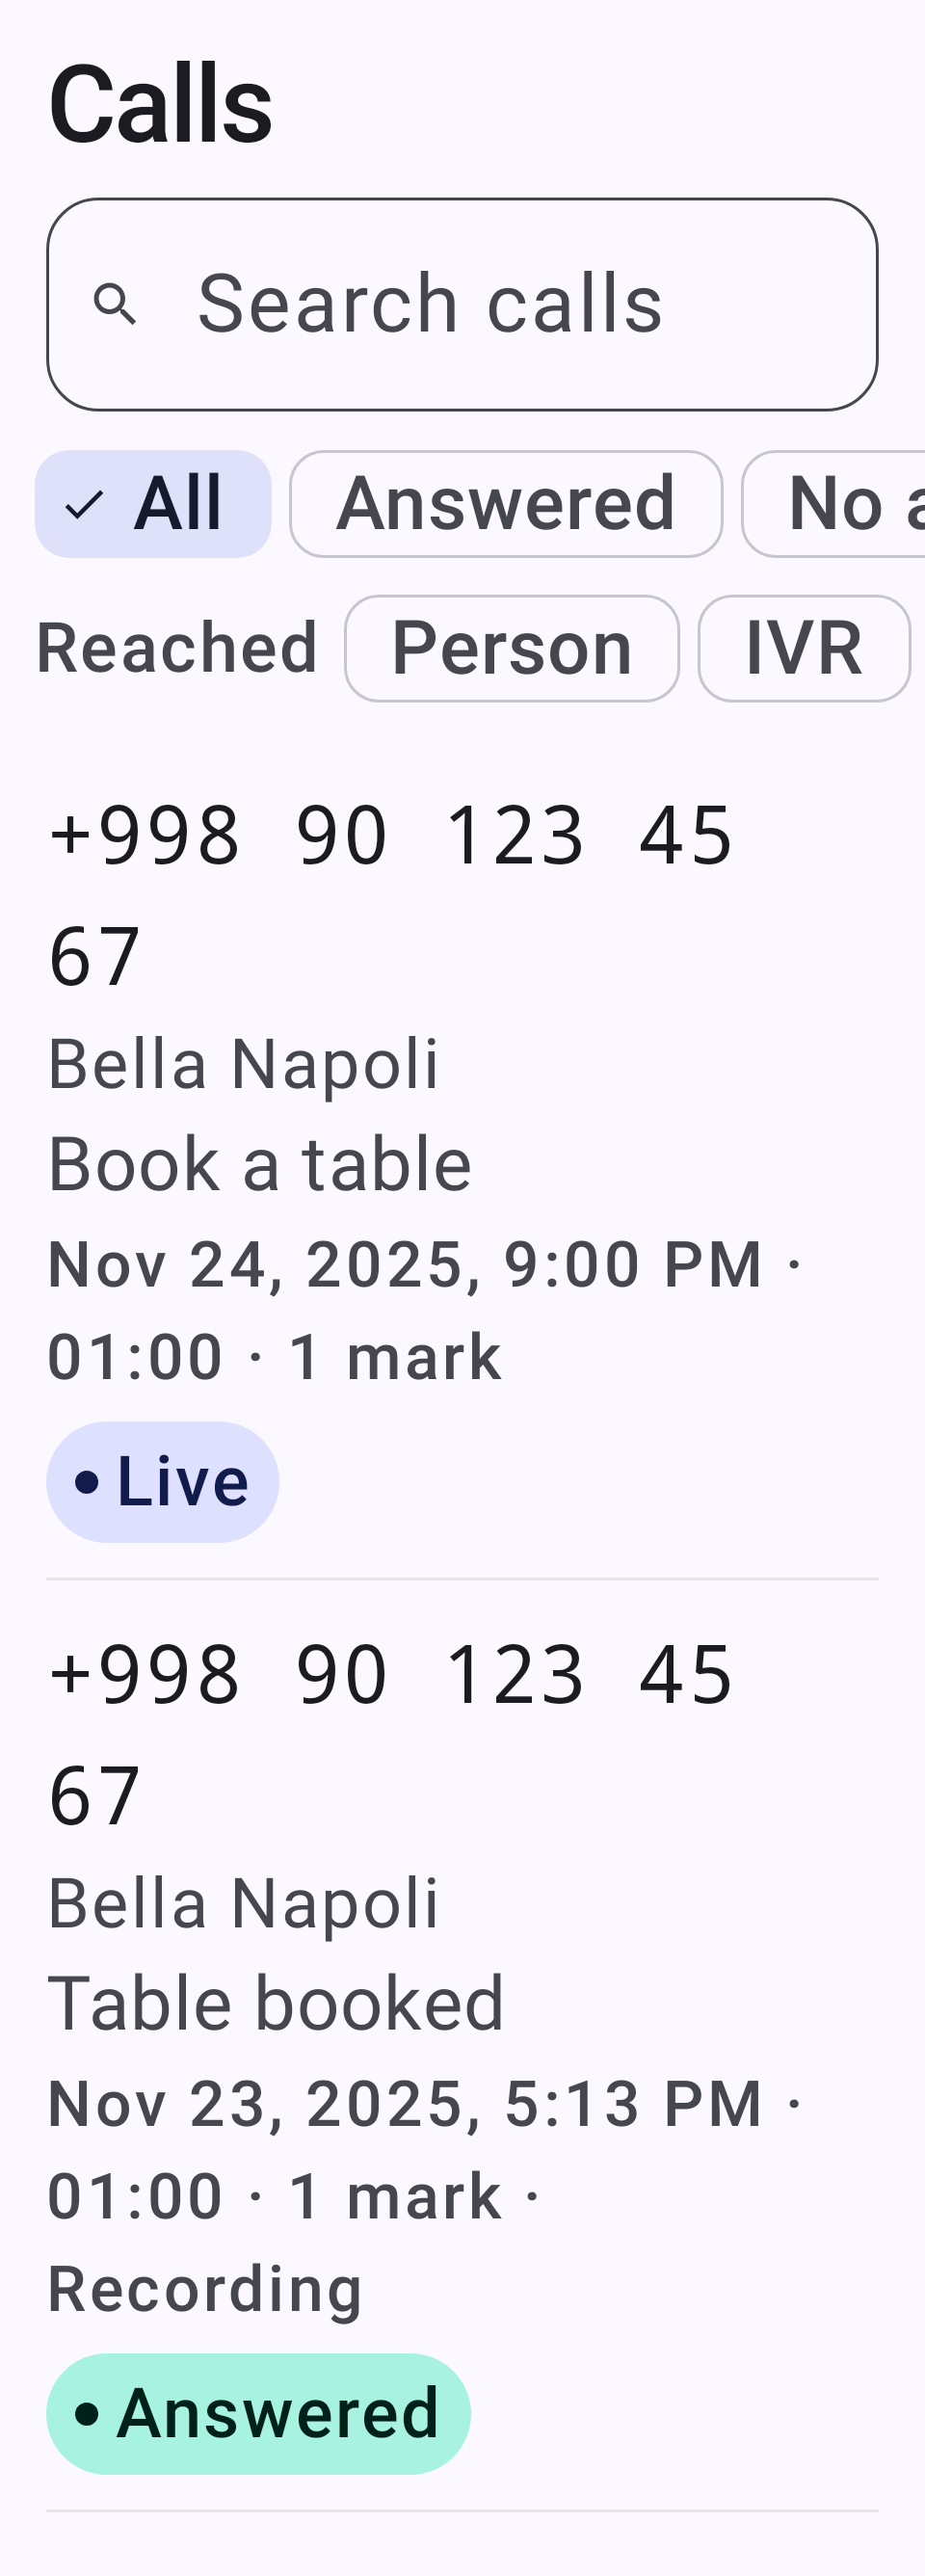 Calls
Search calls
All Answered No a
Reached Person IVR
+998 90 123 45
67
Bella Napoli
Book a table
Nov 24, 2025, 9:00 PM ·
01:00 · 1 mark
Live
+998 90 123 45
67
Bella Napoli
Table booked
Nov 23, 2025, 5:13 PM ·
01:00 · 1 mark ·
Recording
Answered